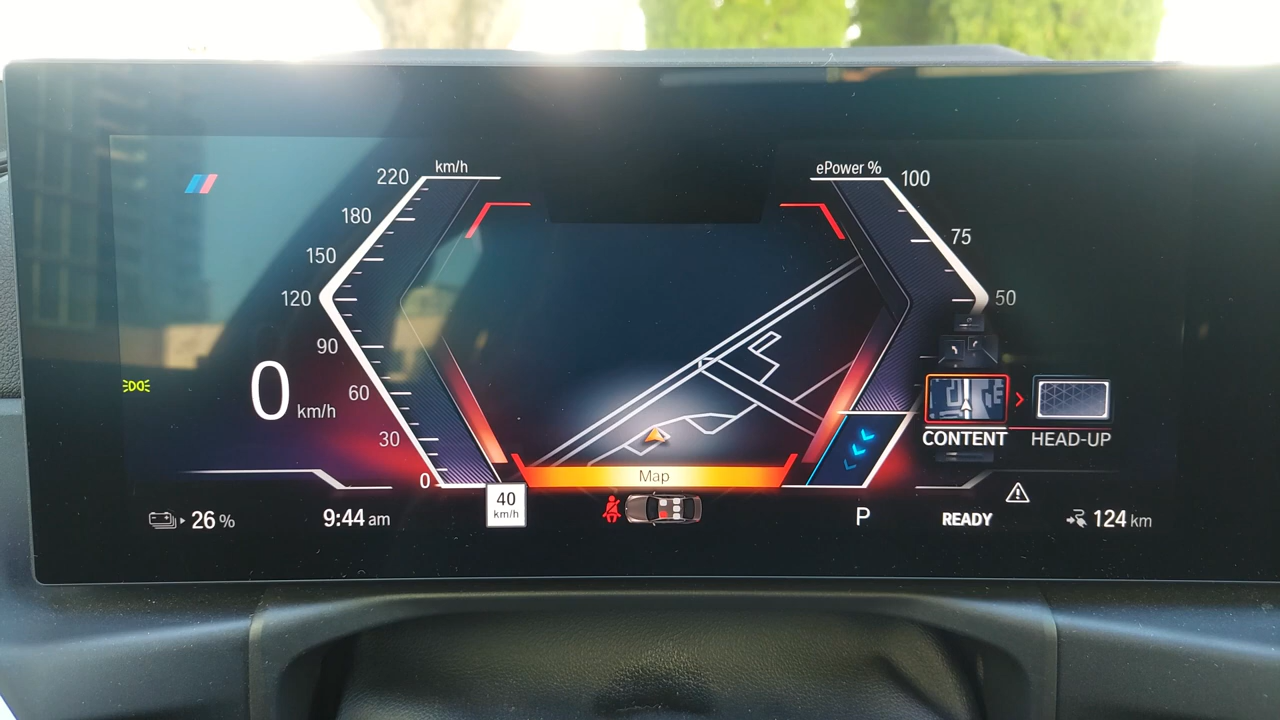 km/h
ePower %
220
100
180
75
150
120
50
90
0 km/h
60
30
CONTENT
HEAD-UP
0
Map
40
km/h
26 %
9:44 am
P
READY
124 km